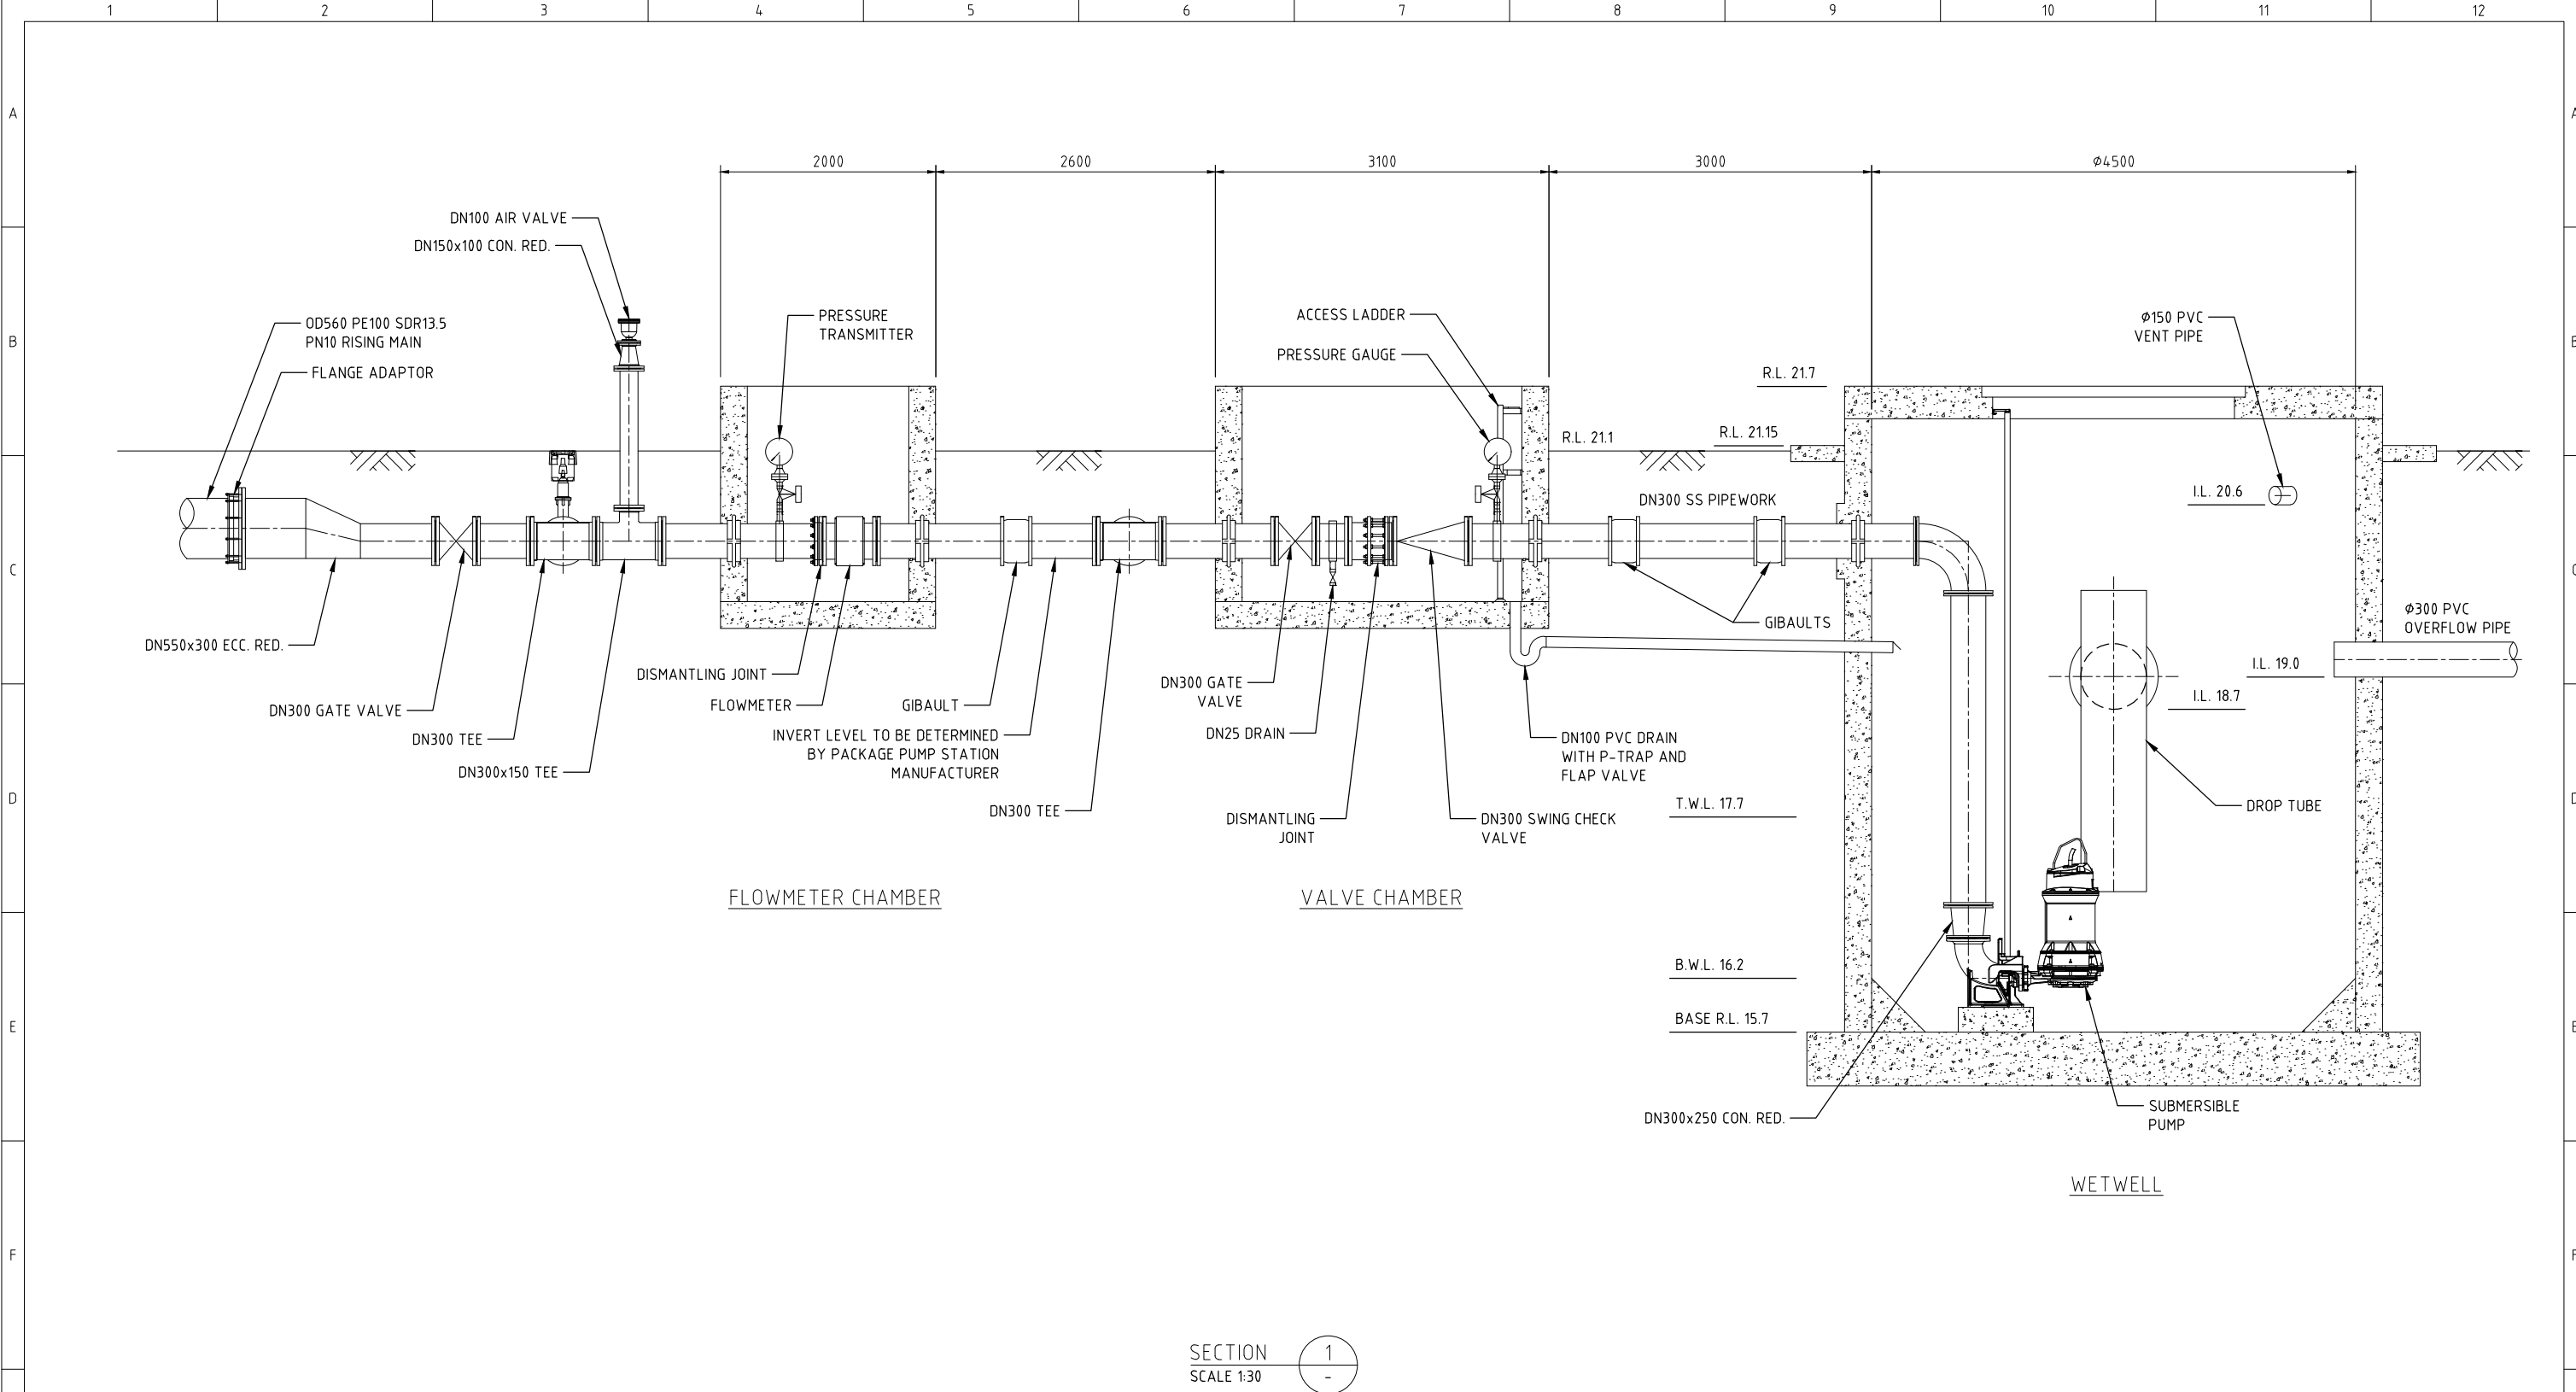 1 2 3 4 5 6 7 8 9 10 11 12
A
A
2000 2600 3100 3000 Ø4500
DN100 AIR VALVE
DN150x100 CON. RED.
OD560 PE100 SDR13.5
PN10 RISING MAIN
FLANGE ADAPTOR
PRESSURE
TRANSMITTER
ACCESS LADDER
PRESSURE GAUGE
Ø150 PVC
VENT PIPE
B
B
R.L. 21.7
R.L. 21.1
R.L. 21.15
I.L. 20.6
DN300 SS PIPEWORK
C
C
Ø300 PVC
OVERFLOW PIPE
GIBAULTS
DN550x300 ECC. RED.
I.L. 19.0
I.L. 18.7
DISMANTLING JOINT
FLOWMETER
GIBAULT
DN300 GATE
VALVE
DN300 GATE VALVE
DN25 DRAIN
INVERT LEVEL TO BE DETERMINED
BY PACKAGE PUMP STATION
MANUFACTURER
DN300 TEE
DN300x150 TEE
DN100 PVC DRAIN
WITH P-TRAP AND
FLAP VALVE
D
D
DN300 TEE
DISMANTLING
JOINT
DN300 SWING CHECK
VALVE
T.W.L. 17.7
DROP TUBE
FLOWMETER CHAMBER
VALVE CHAMBER
B.W.L. 16.2
BASE R.L. 15.7
E
E
DN300x250 CON. RED.
SUBMERSIBLE
PUMP
WETWELL
F
F
SECTION 1
SCALE 1:30 -